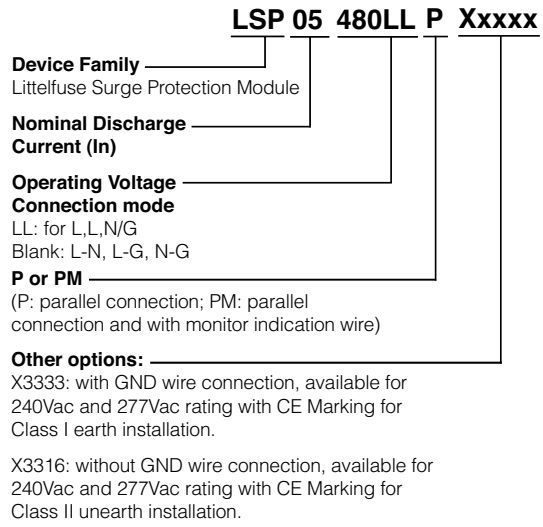 LSP 05 480LL P Xxxxx
Device Family
Littelfuse Surge Protection Module
Nominal Discharge
Current (In)
Operating Voltage
Connection mode
LL: for L,L,N/G
Blank: L-N, L-G, N-G
P or PM
(P: parallel connection; PM: parallel
connection and with monitor indication wire)
Other options:
X3333: with GND wire connection, available for
240Vac and 277Vac rating with CE Marking for
Class I earth installation.
X3316: without GND wire connection, available for
240Vac and 277Vac rating with CE Marking for
Class II unearth installation.